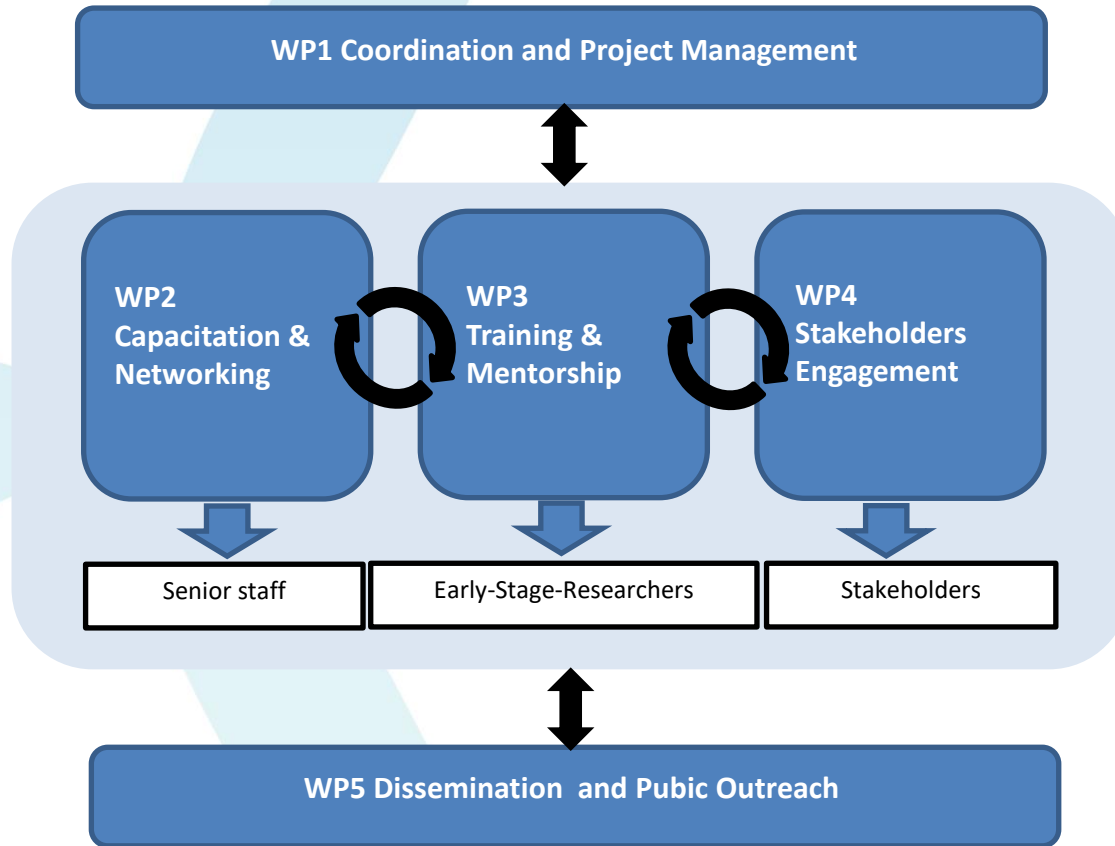 WP1 Coordination and Project Management
WP2
Capacitation &
Networking
WP3
Training &
Mentorship
WP4
Stakeholders
Engagement
Senior staff
Early-Stage-Researchers
Stakeholders
WP5 Dissemination  and Pubic Outreach